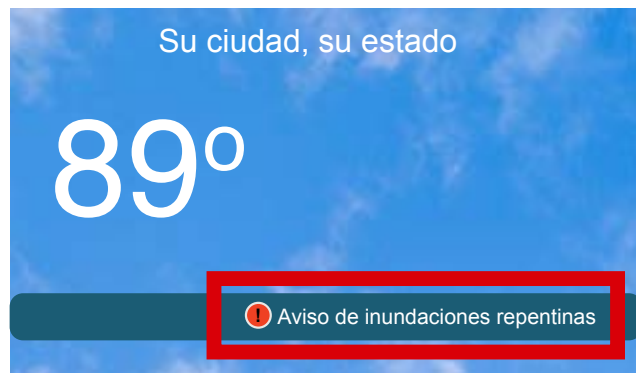 Su ciudad, su estado
89º
! Aviso de inundaciones repentinas